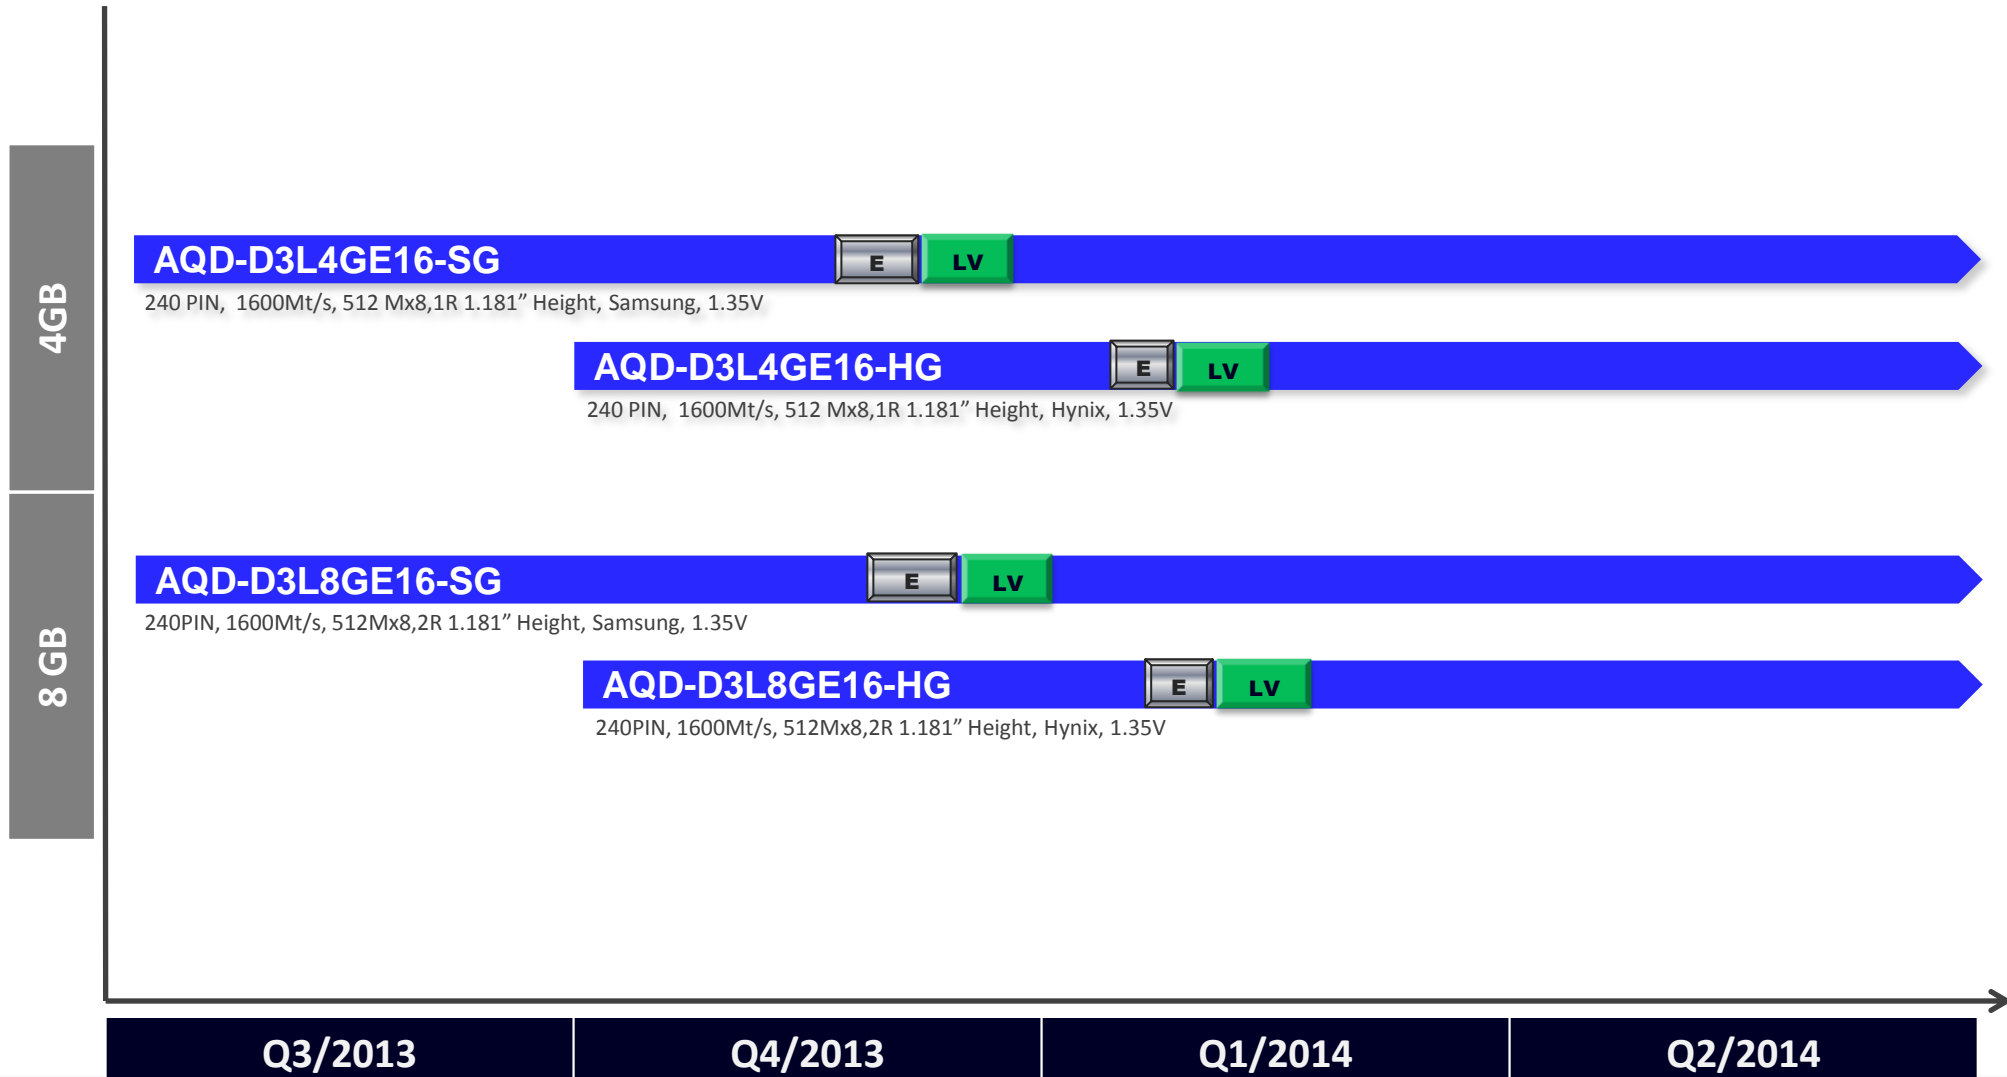 4GB
AQD-D3L4GE16-SG
E
LV
240 PIN, 1600Mt/s, 512 Mx8,1R 1.181” Height, Samsung, 1.35V
AQD-D3L4GE16-HG
E
LV
240 PIN, 1600Mt/s, 512 Mx8,1R 1.181” Height, Hynix, 1.35V
8 GB
AQD-D3L8GE16-SG
E
LV
240PIN, 1600Mt/s, 512Mx8,2R 1.181” Height, Samsung, 1.35V
AQD-D3L8GE16-HG
E
LV
240PIN, 1600Mt/s, 512Mx8,2R 1.181” Height, Hynix, 1.35V
Q3/2013
Q4/2013
Q1/2014
Q2/2014